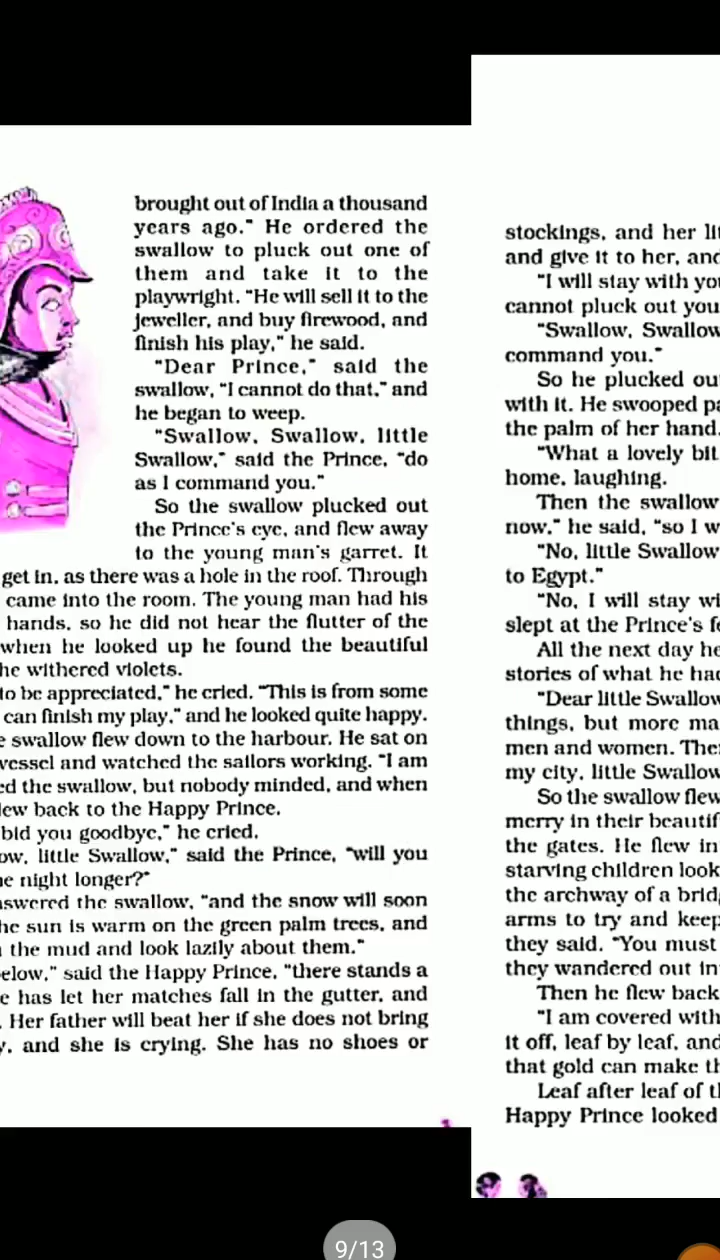 brought out of India a thousand
years ago." He ordered the
swallow to pluck out one of
them and take it to the
playwright. "He will sell it to the
jeweller, and buy firewood, and
finish his play," he said.
"Dear Prince," said the
swallow, "I cannot do that," and
he began to weep.
"Swallow, Swallow, little
Swallow," said the Prince, "do
as I command you."
So the swallow plucked out
the Prince's eye, and flew away
to the young man's garret. It
get in, as there was a hole in the roof. Through
came into the room. The young man had his
hands, so he did not hear the flutter of the
when he looked up he found the beautiful
he withered violets.
to be appreciated," he cried. "This is from some
can finish my play," and he looked quite happy.
e swallow flew down to the harbour. He sat on
vessel and watched the sailors working. "I am
ed the swallow, but nobody minded, and when
lew back to the Happy Prince.
bid you goodbye," he cried.
ow, little Swallow," said the Prince, "will you
ne night longer?"
nswered the swallow, "and the snow will soon
he sun is warm on the green palm trees, and
n the mud and look lazily about them."
elow," said the Happy Prince, "there stands a
e has let her matches fall in the gutter, and
. Her father will beat her if she does not bring
y, and she is crying. She has no shoes or
stockings, and her lit
and give it to her, and
"I will stay with you
cannot pluck out you
"Swallow, Swallow
command you."
So he plucked ou
with it. He swooped pa
the palm of her hand.
"What a lovely bit
home, laughing.
Then the swallow
now," he said, "so I w
"No, little Swallow
to Egypt."
"No, I will stay wi
slept at the Prince's fe
All the next day he
stories of what he had
"Dear little Swallow
things, but more ma
men and women. The
my city, little Swallow
So the swallow flew
merry in their beautif
the gates. He flew in
starving children look
the archway of a bridg
arms to try and keep
they said. "You must
they wandered out in
Then he flew back
"I am covered with
it off, leaf by leaf, and
that gold can make th
Leaf after leaf of th
Happy Prince looked
9/13